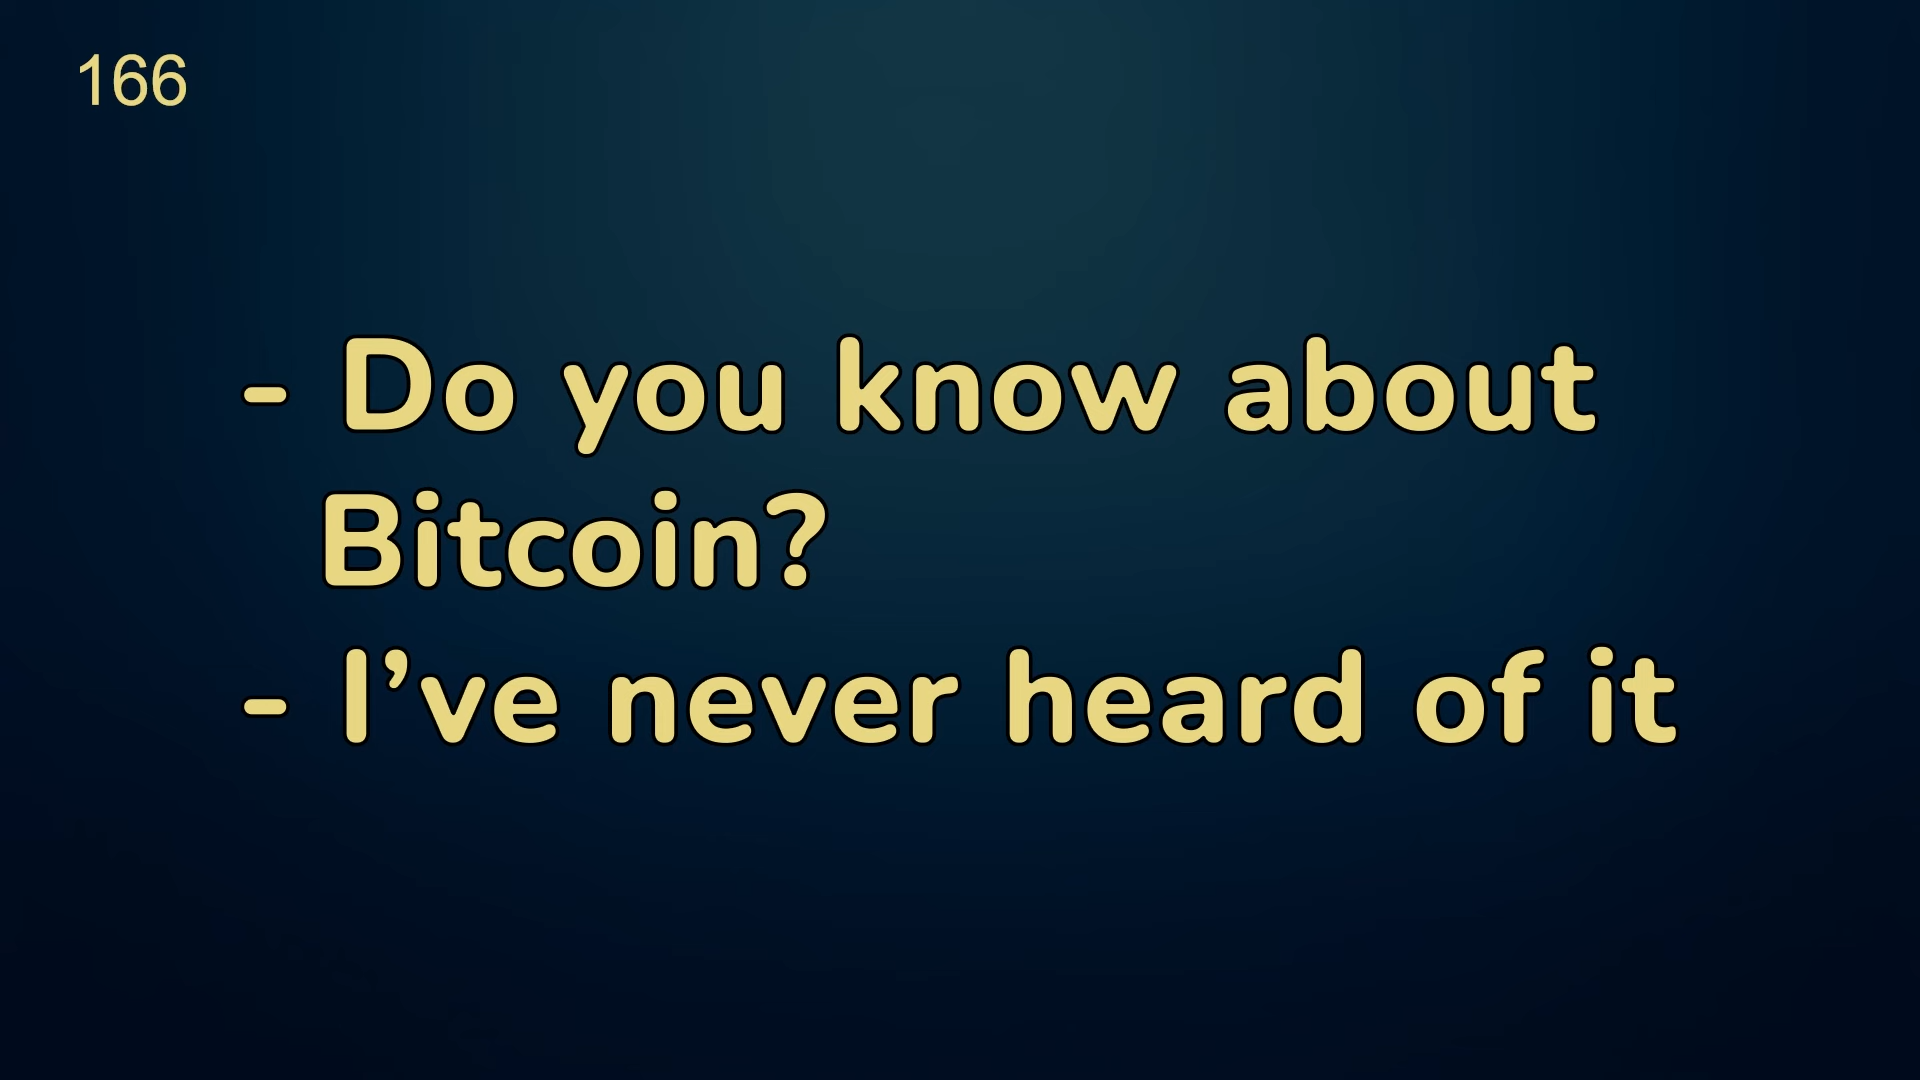 166
- Do you know about
Bitcoin?
- I’ve never heard of it